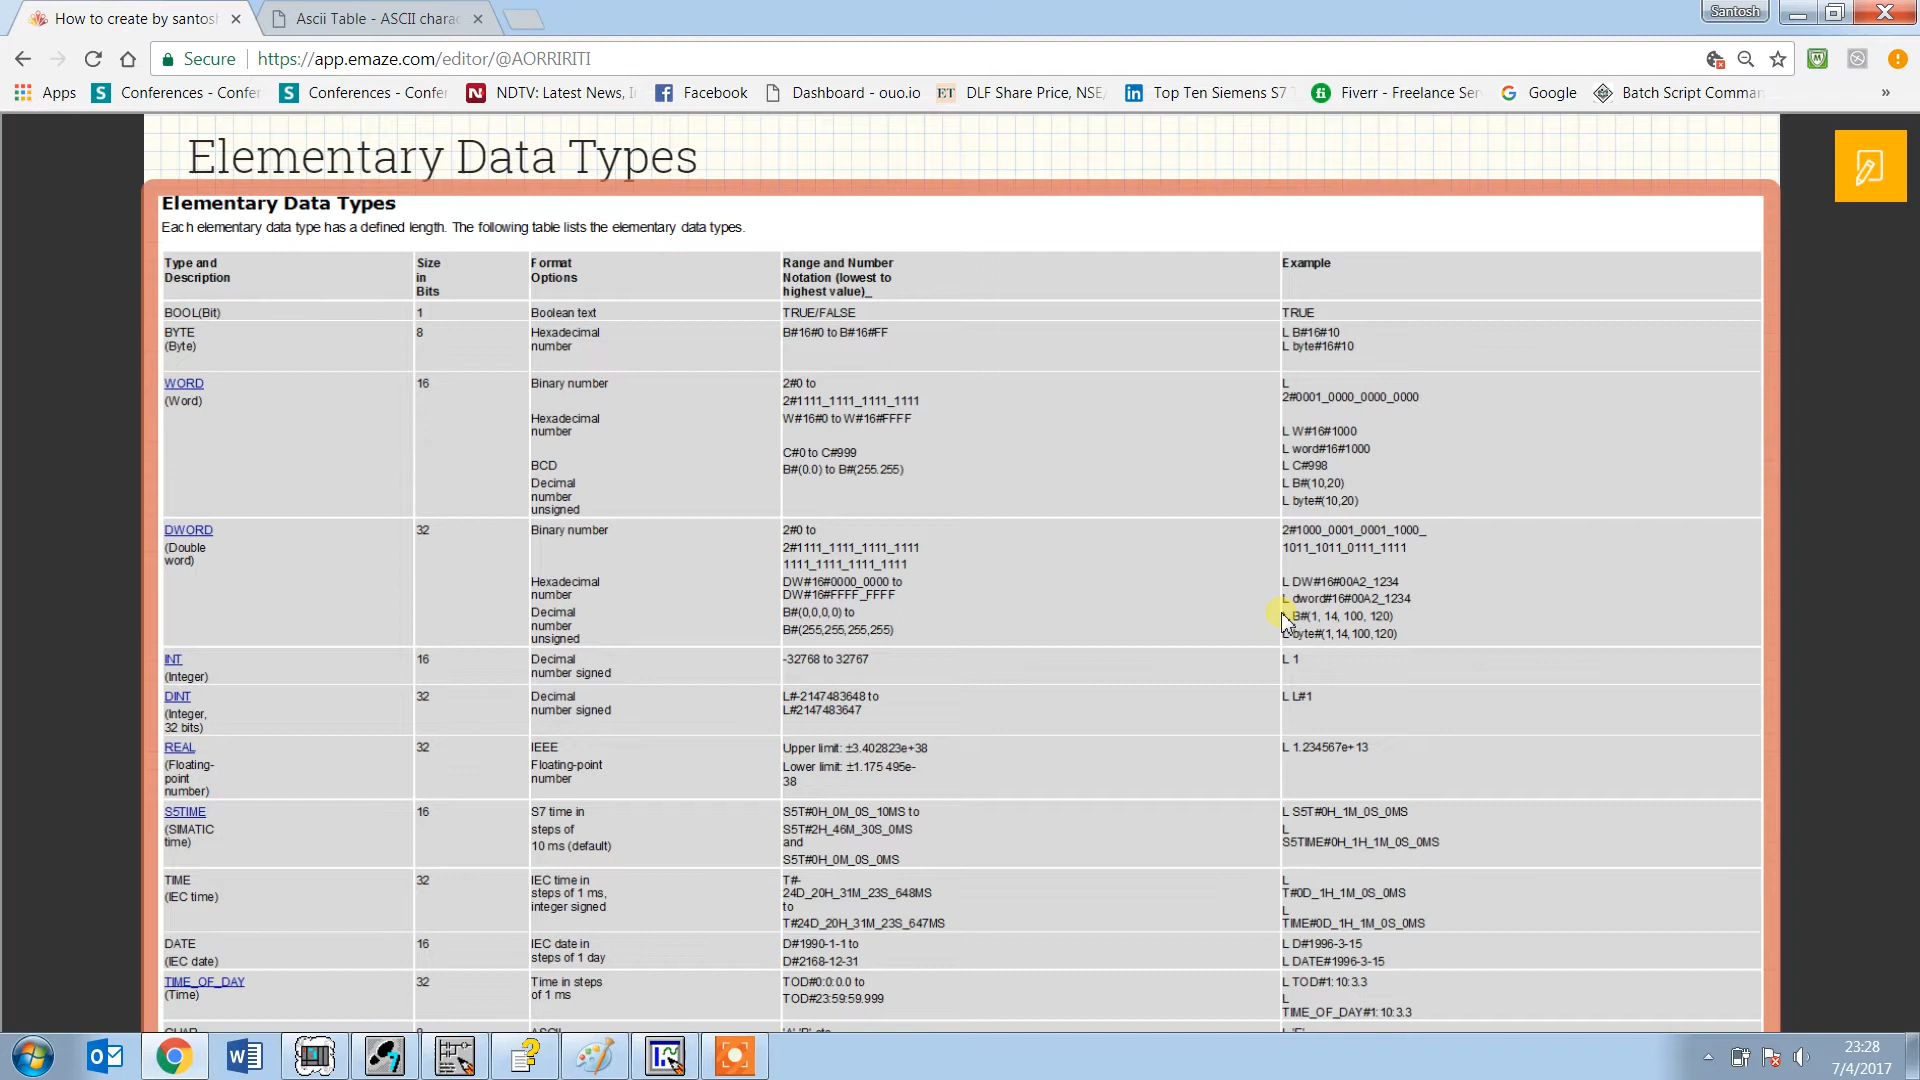 How to create by santosh
Ascii Table - ASCII charac
Santosh
Secure
https://app.emaze.com/editor/@AORRIRITI
Apps
Conferences - Confer
Conferences - Confer
NDTV: Latest News, I
Facebook
Dashboard - ouo.io
DLF Share Price, NSE/
Top Ten Siemens S7
Fiverr - Freelance Ser
Google
Batch Script Comman
»
Elementary Data Types
Elementary Data Types
Each elementary data type has a defined length. The following table lists the elementary data types.
Type and
Description
Size
in
Bits
Format
Options
Range and Number
Notation (lowest to
highest value)_
Example
BOOL(Bit)
1
Boolean text
TRUE/FALSE
TRUE
BYTE
(Byte)
8
Hexadecimal
number
B#16#0 to B#16#FF
L B#16#10
L byte#16#10
WORD
(Word)
16
Binary number
Hexadecimal
number
BCD
Decimal
number
unsigned
2#0 to
2#1111_1111_1111_1111
W#16#0 to W#16#FFFF
C#0 to C#999
B#(0.0) to B#(255.255)
L
2#0001_0000_0000_0000
L W#16#1000
L word#16#1000
L C#998
L B#(10,20)
L byte#(10,20)
DWORD
(Double
word)
32
Binary number
Hexadecimal
number
Decimal
number
unsigned
2#0 to
2#1111_1111_1111_1111
1111_1111_1111_1111
DW#16#0000_0000 to
DW#16#FFFF_FFFF
B#(0,0,0,0) to
B#(255,255,255,255)
2#1000_0001_0001_1000_
1011_1011_0111_1111
L DW#16#00A2_1234
L dword#16#00A2_1234
B#(1, 14, 100, 120)
L byte#(1,14,100,120)
INT
(Integer)
16
Decimal
number signed
-32768 to 32767
L 1
DINT
(Integer,
32 bits)
32
Decimal
number signed
L#-2147483648 to
L#2147483647
L L#1
REAL
(Floating-
point
number)
32
IEEE
Floating-point
number
Upper limit: ±3.402823e+38
Lower limit: ±1.175 495e-
38
L 1.234567e+13
S5TIME
(SIMATIC
time)
16
S7 time in
steps of
10 ms (default)
S5T#0H_0M_0S_10MS to
S5T#2H_46M_30S_0MS
and
S5T#0H_0M_0S_0MS
L S5T#0H_1M_0S_0MS
L
S5TIME#0H_1H_1M_0S_0MS
TIME
(IEC time)
32
IEC time in
steps of 1 ms,
integer signed
T#-
24D_20H_31M_23S_648MS
to
T#24D_20H_31M_23S_647MS
L
T#0D_1H_1M_0S_0MS
L
TIME#0D_1H_1M_0S_0MS
DATE
(IEC date)
16
IEC date in
steps of 1 day
D#1990-1-1 to
D#2168-12-31
L D#1996-3-15
L DATE#1996-3-15
TIME_OF_DAY
(Time)
32
Time in steps
of 1 ms
TOD#0:0:0.0 to
TOD#23:59:59.999
L TOD#1:10:3.3
L
TIME_OF_DAY#1:10:3.3
23:28
7/4/2017